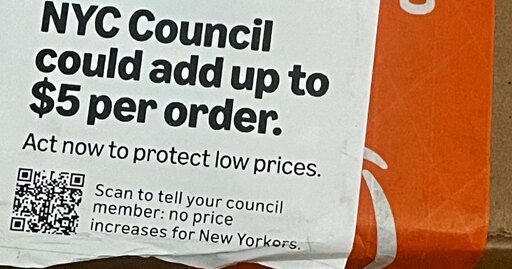 NYC Council
could add up to
$5 per order.
Act now to protect low prices.
Scan to tell your council
member: no price
increases for New Yorkers.